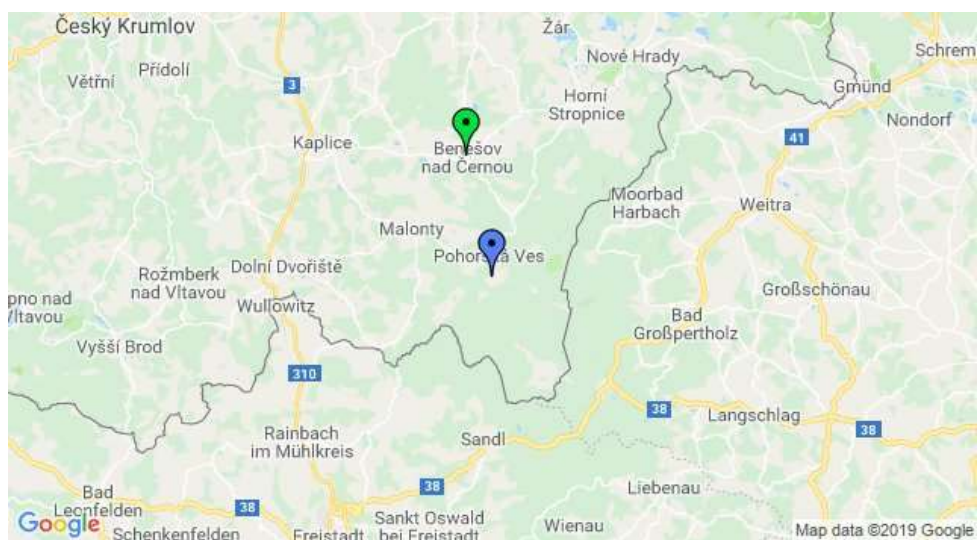 Český Krumlov
Žár
Nové Hrady
Schrem
Větřní
Přídolí
3
Gmünd
Horní
Stropnice
Nondorf
Kaplice
Benešov
nad Černou
41
Moorbad
Harbach
Weitra
Malonty
Pohorská Ves
Dolní Dvořiště
Rožmberk
nad Vltavou
Großschönau
pno nad
Vltavou
Wullowitz
Bad
Großpertholz
Vyšší Brod
310
38
Langschlag
38
Rainbach
im Mühlkreis
Sandl
38
Liebenau
Bad
Leonfelden
38
Sankt Oswald
bei Freistadt
Wienau
Google
Schenkenfelden
Freistadt
Map data ©2019 Google